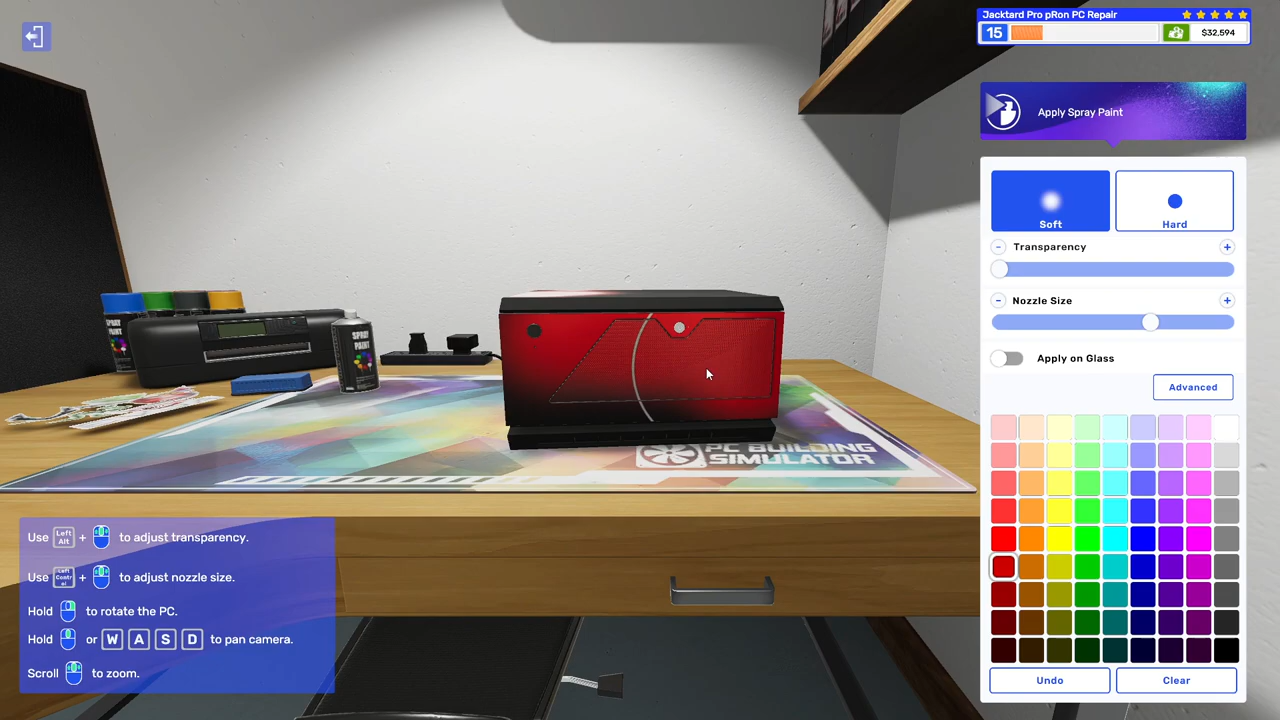 Jacktard Pro pRon PC Repair
15
$32,594
Apply Spray Paint
Soft
Hard
- Transparency +
- Nozzle Size +
Apply on Glass
Advanced
Undo
Clear
SPRAY
PAINT
SPRAY
PAINT
PC BUILDING
SIMULATOR
Use Left Alt + to adjust transparency.
Use Left Control + to adjust nozzle size.
Hold to rotate the PC.
Hold or W A S D to pan camera.
Scroll to zoom.